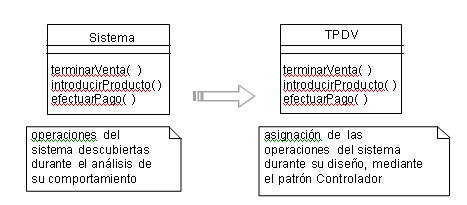 Sistema
terminarVenta( )
introducirProducto()
efectuarPago( )
operaciones del
sistema descubiertas
durante el análisis de
su comportamiento
TPDV
terminarVenta( )
introducirProducto()
efectuarPago( )
asignación de las
operaciones del sistema
durante su diseño, mediante
el patrón Controlador